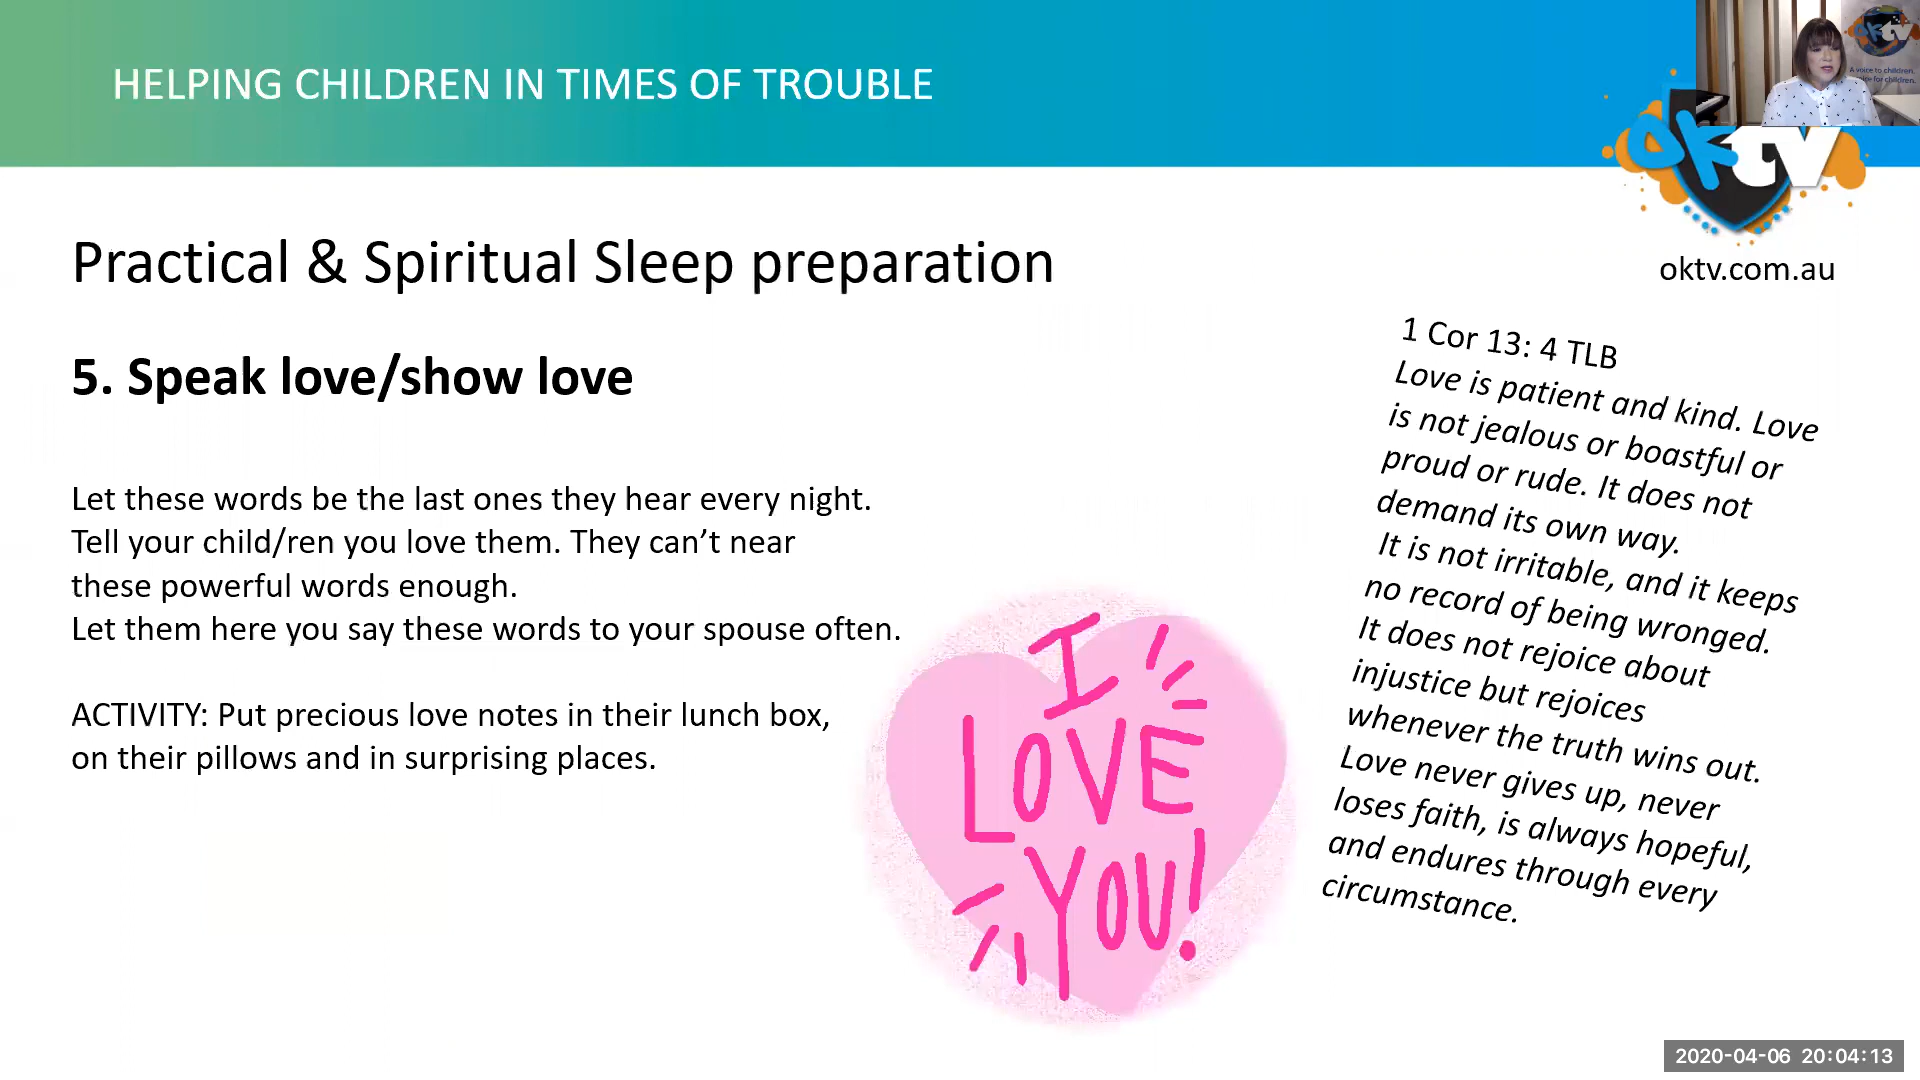 HELPING CHILDREN IN TIMES OF TROUBLE
oktv
A voice to children.
for children.
oktv
oktv.com.au
Practical & Spiritual Sleep preparation
5. Speak love/show love
Let these words be the last ones they hear every night.
Tell your child/ren you love them. They can’t near
these powerful words enough.
Let them here you say these words to your spouse often.
ACTIVITY: Put precious love notes in their lunch box,
on their pillows and in surprising places.
I
LOVE
YOU!
1 Cor 13: 4 TLB
Love is patient and kind. Love
is not jealous or boastful or
proud or rude. It does not
demand its own way.
It is not irritable, and it keeps
no record of being wronged.
It does not rejoice about
injustice but rejoices
whenever the truth wins out.
Love never gives up, never
loses faith, is always hopeful,
and endures through every
circumstance.
2020-04-06 20:04:13